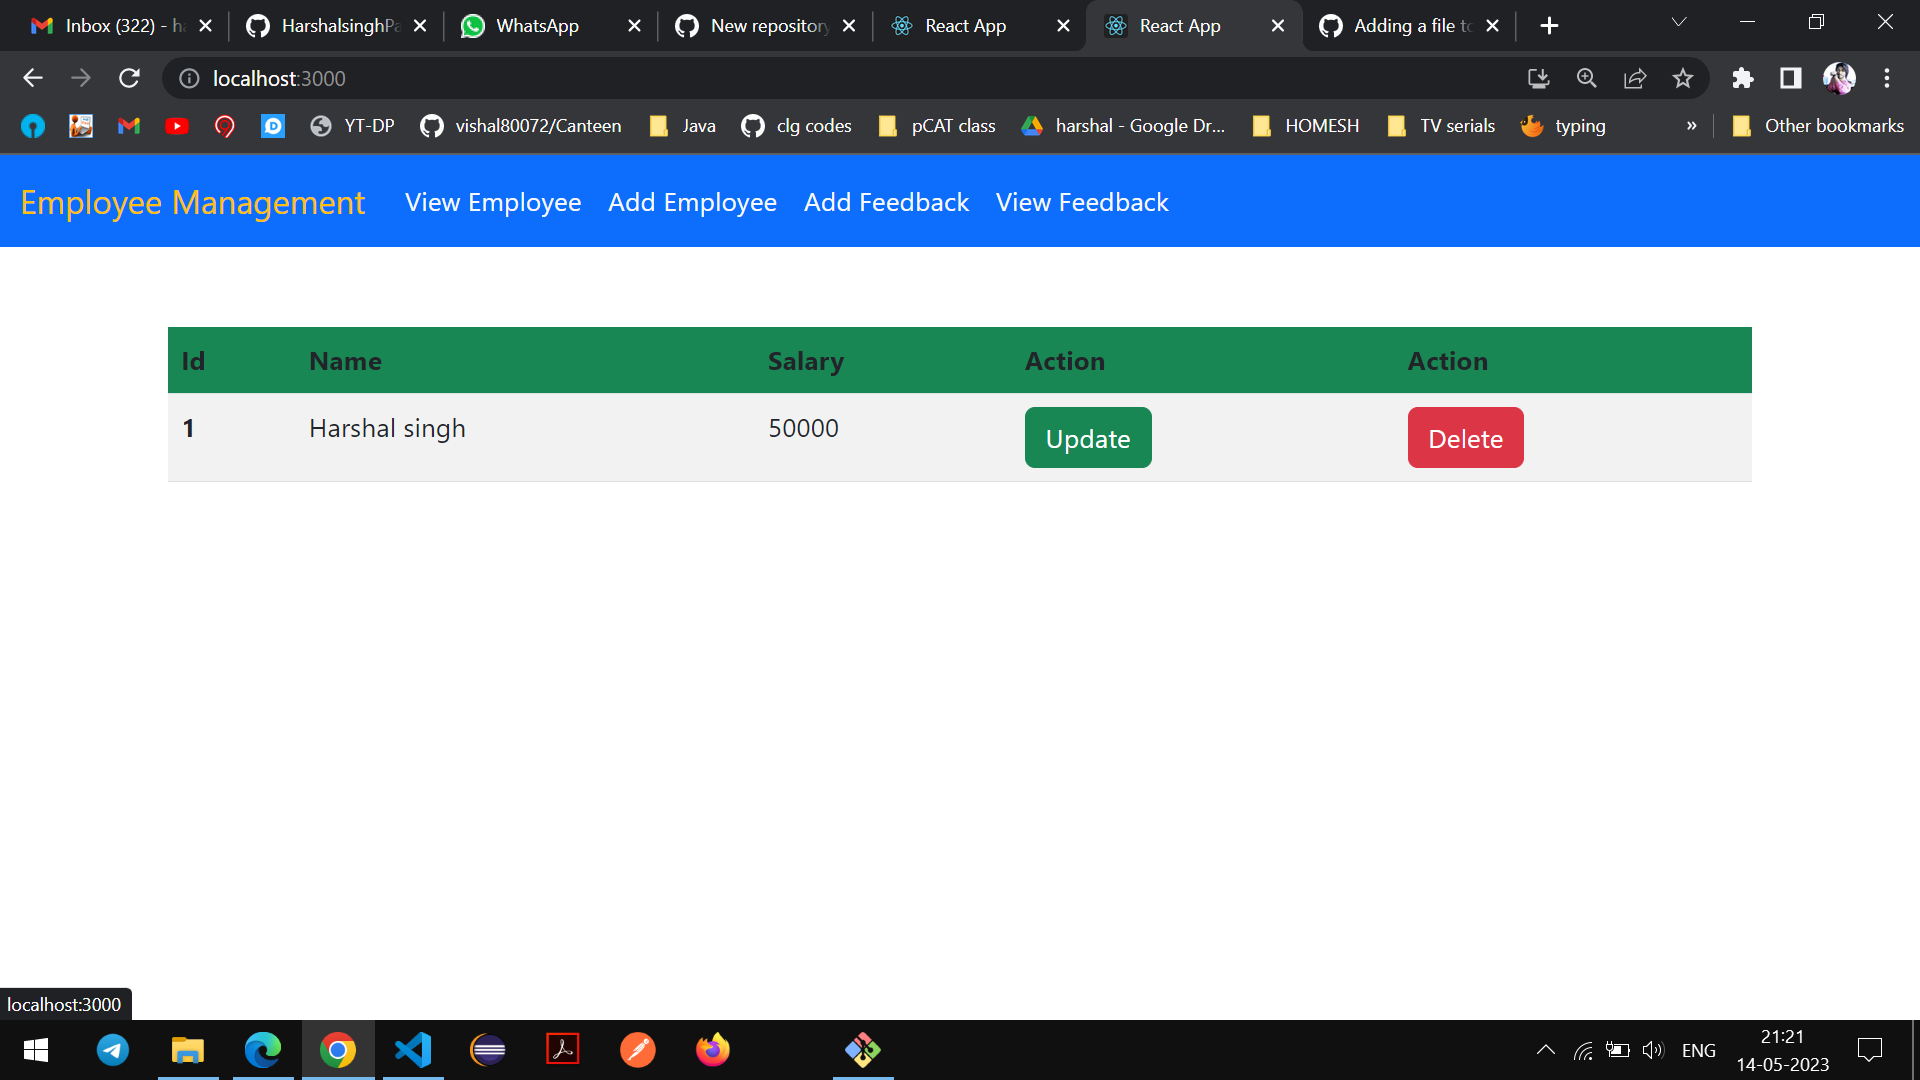 Inbox (322) - ha
HarshalsinghPa
WhatsApp
New repository
React App
React App
Adding a file to
localhost:3000
YT-DP
vishal80072/Canteen
Java
clg codes
pCAT class
harshal - Google Dr...
HOMESH
TV serials
typing
»
Other bookmarks
Employee Management View Employee Add Employee Add Feedback View Feedback
Id Name Salary Action Action
1 Harshal singh 50000 Update Delete
localhost:3000
ENG
21:21
14-05-2023